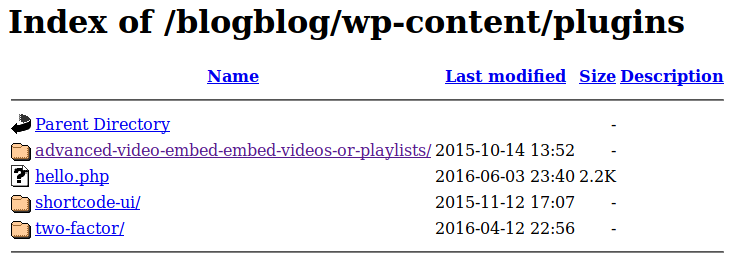 Index of /blogblog/wp-content/plugins
Name Last modified Size Description
Parent Directory -
advanced-video-embed-embed-videos-or-playlists/ 2015-10-14 13:52 -
hello.php 2016-06-03 23:40 2.2K
shortcode-ui/ 2015-11-12 17:07 -
two-factor/ 2016-04-12 22:56 -